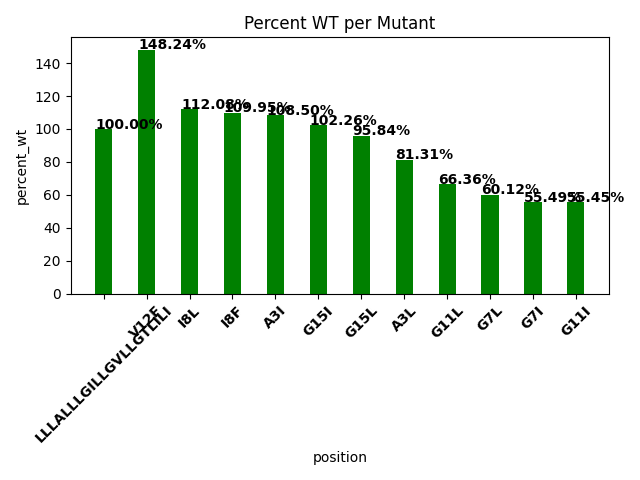 Percent WT per Mutant
148.24%
140
120
112.08%
109.95%
108.50%
102.26%
100.00%
100
95.84%
81.31%
80
66.36%
60.12%
60
55.49%
55.45%
40
20
0
percent_wt
LLLALLLGILLGVLLGTLILI
V12F
I8L
I8F
A3I
G15I
G15L
A3L
G11L
G7L
G7I
G11I
position